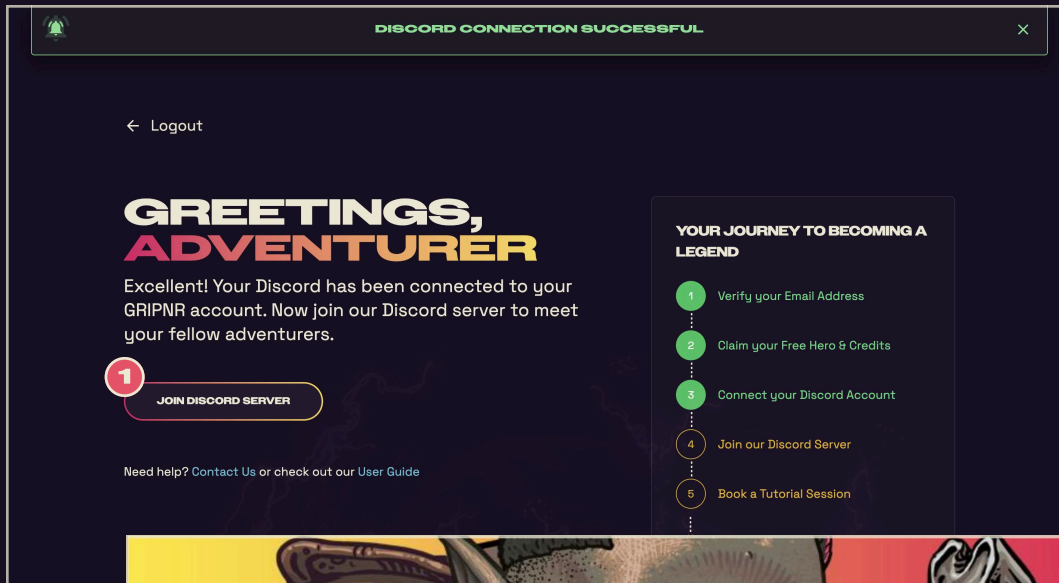 DISCORD CONNECTION SUCCESSFUL
← Logout
GREETINGS,
ADVENTURER
Excellent! Your Discord has been connected to your
GRIPNR account. Now join our Discord server to meet
your fellow adventurers.
1
JOIN DISCORD SERVER
Need help? Contact Us or check out our User Guide
YOUR JOURNEY TO BECOMING A
LEGEND
1 Verify your Email Address
2 Claim your Free Hero & Credits
3 Connect your Discord Account
4 Join our Discord Server
5 Book a Tutorial Session